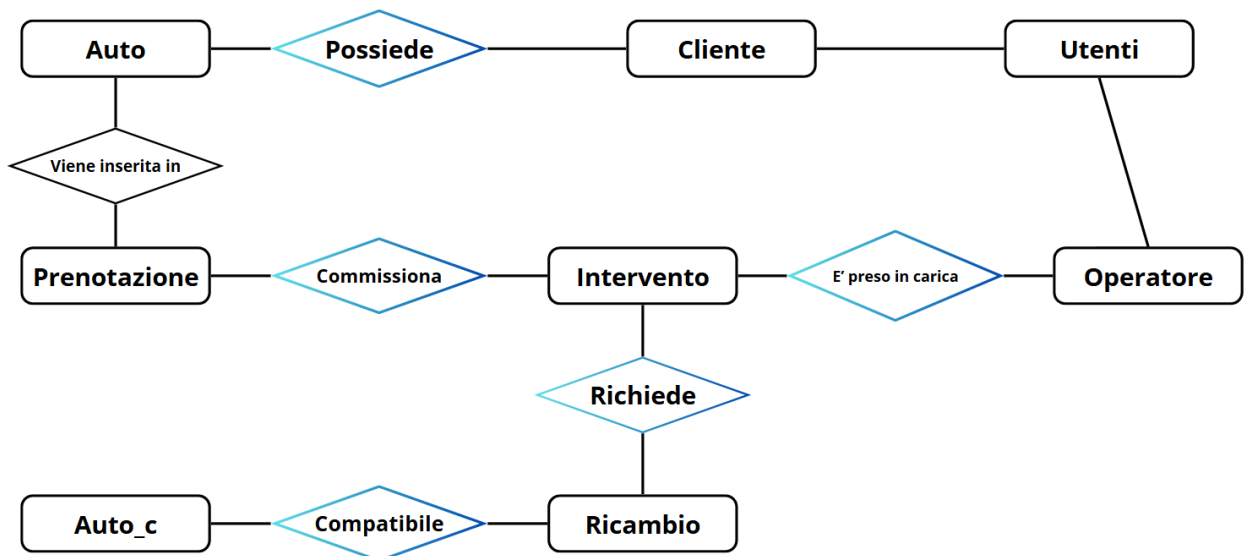 Auto
Possiede
Cliente
Utenti
Viene inserita in
Prenotazione
Commissiona
Intervento
E’ preso in carica
Operatore
Richiede
Auto_c
Compatibile
Ricambio